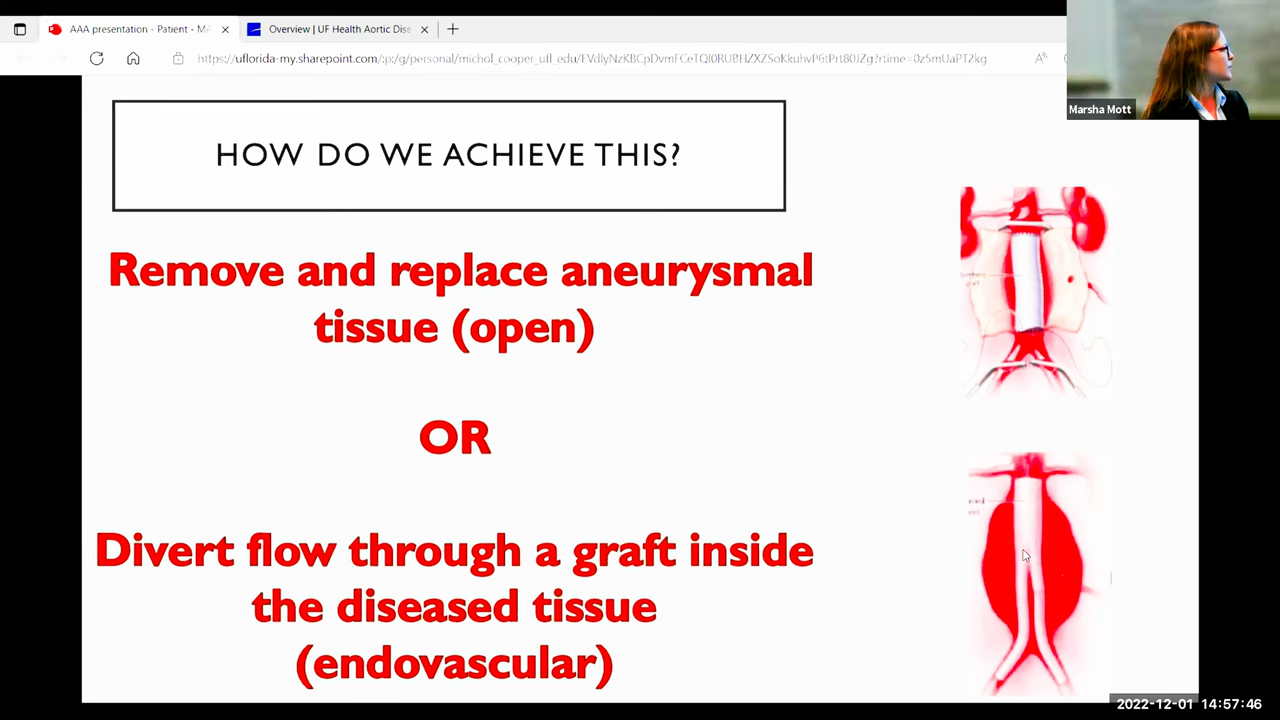 AAA presentation - Patient - M
Overview | UF Health Aortic Dise
Marsha Mott
HOW DO WE ACHIEVE THIS?
Remove and replace aneurysmal
tissue (open)
OR
Divert flow through a graft inside
the diseased tissue
(endovascular)
2022-12-01 14:57:46